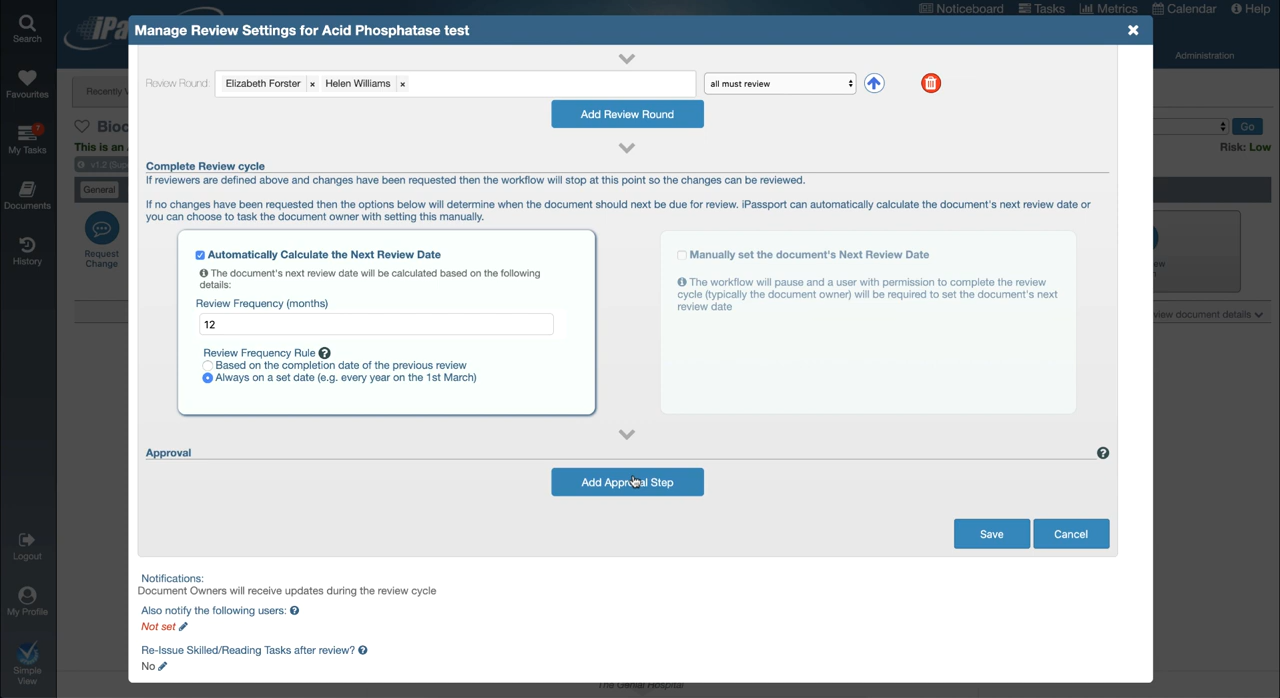 Noticeboard Tasks Metrics Calendar Help
iPa
Manage Review Settings for Acid Phosphatase test
Search
Administration
Favourites
Recently
Review Round: Elizabeth Forster × Helen Williams × all must review
Add Review Round
Bioc
Go
7
My Tasks
This is an
Risk: Low
Complete Review cycle
v1.2
If reviewers are defined above and changes have been requested then the workflow will stop at this point so the changes can be reviewed.
General
Documents
If no changes have been requested then the options below will determine when the document should next be due for review. iPassport can automatically calculate the document's next review date or
you can choose to task the document owner with setting this manually.
Request
Change
History
Automatically Calculate the Next Review Date
The document's next review date will be calculated based on the following
details:
Review Frequency (months)
12
Review Frequency Rule
Based on the completion date of the previous review
Always on a set date (e.g. every year on the 1st March)
Manually set the document's Next Review Date
The workflow will pause and a user with permission to complete the review
cycle (typically the document owner) will be required to set the document's next
review date
view document details
Approval
Add Approval Step
Save Cancel
Logout
My Profile
Simple
View
Notifications:
Document Owners will receive updates during the review cycle
Also notify the following users:
Not set
Re-Issue Skilled/Reading Tasks after review?
No
The Genial Hospital